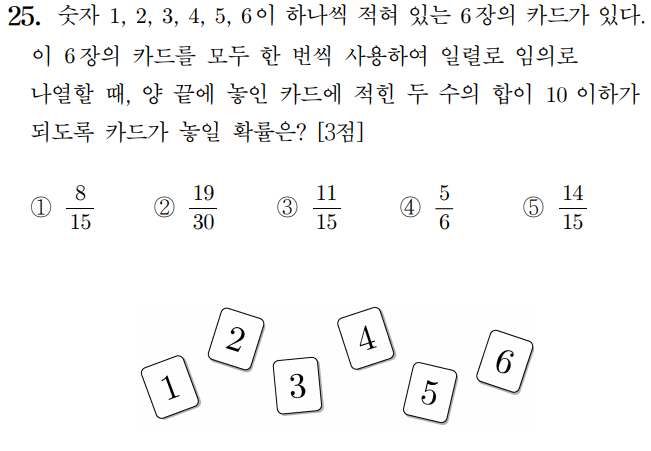 25. 숫자 1, 2, 3, 4, 5, 6이 하나씩 적혀 있는 6장의 카드가 있다.
이 6장의 카드를 모두 한 번씩 사용하여 일렬로 임의로
나열할 때, 양 끝에 놓인 카드에 적힌 두 수의 합이 10 이하가
되도록 카드가 놓일 확률은? [3점]
① 8/15 ② 19/30 ③ 11/15 ④ 5/6 ⑤ 14/15
1 2 3 4 5 6